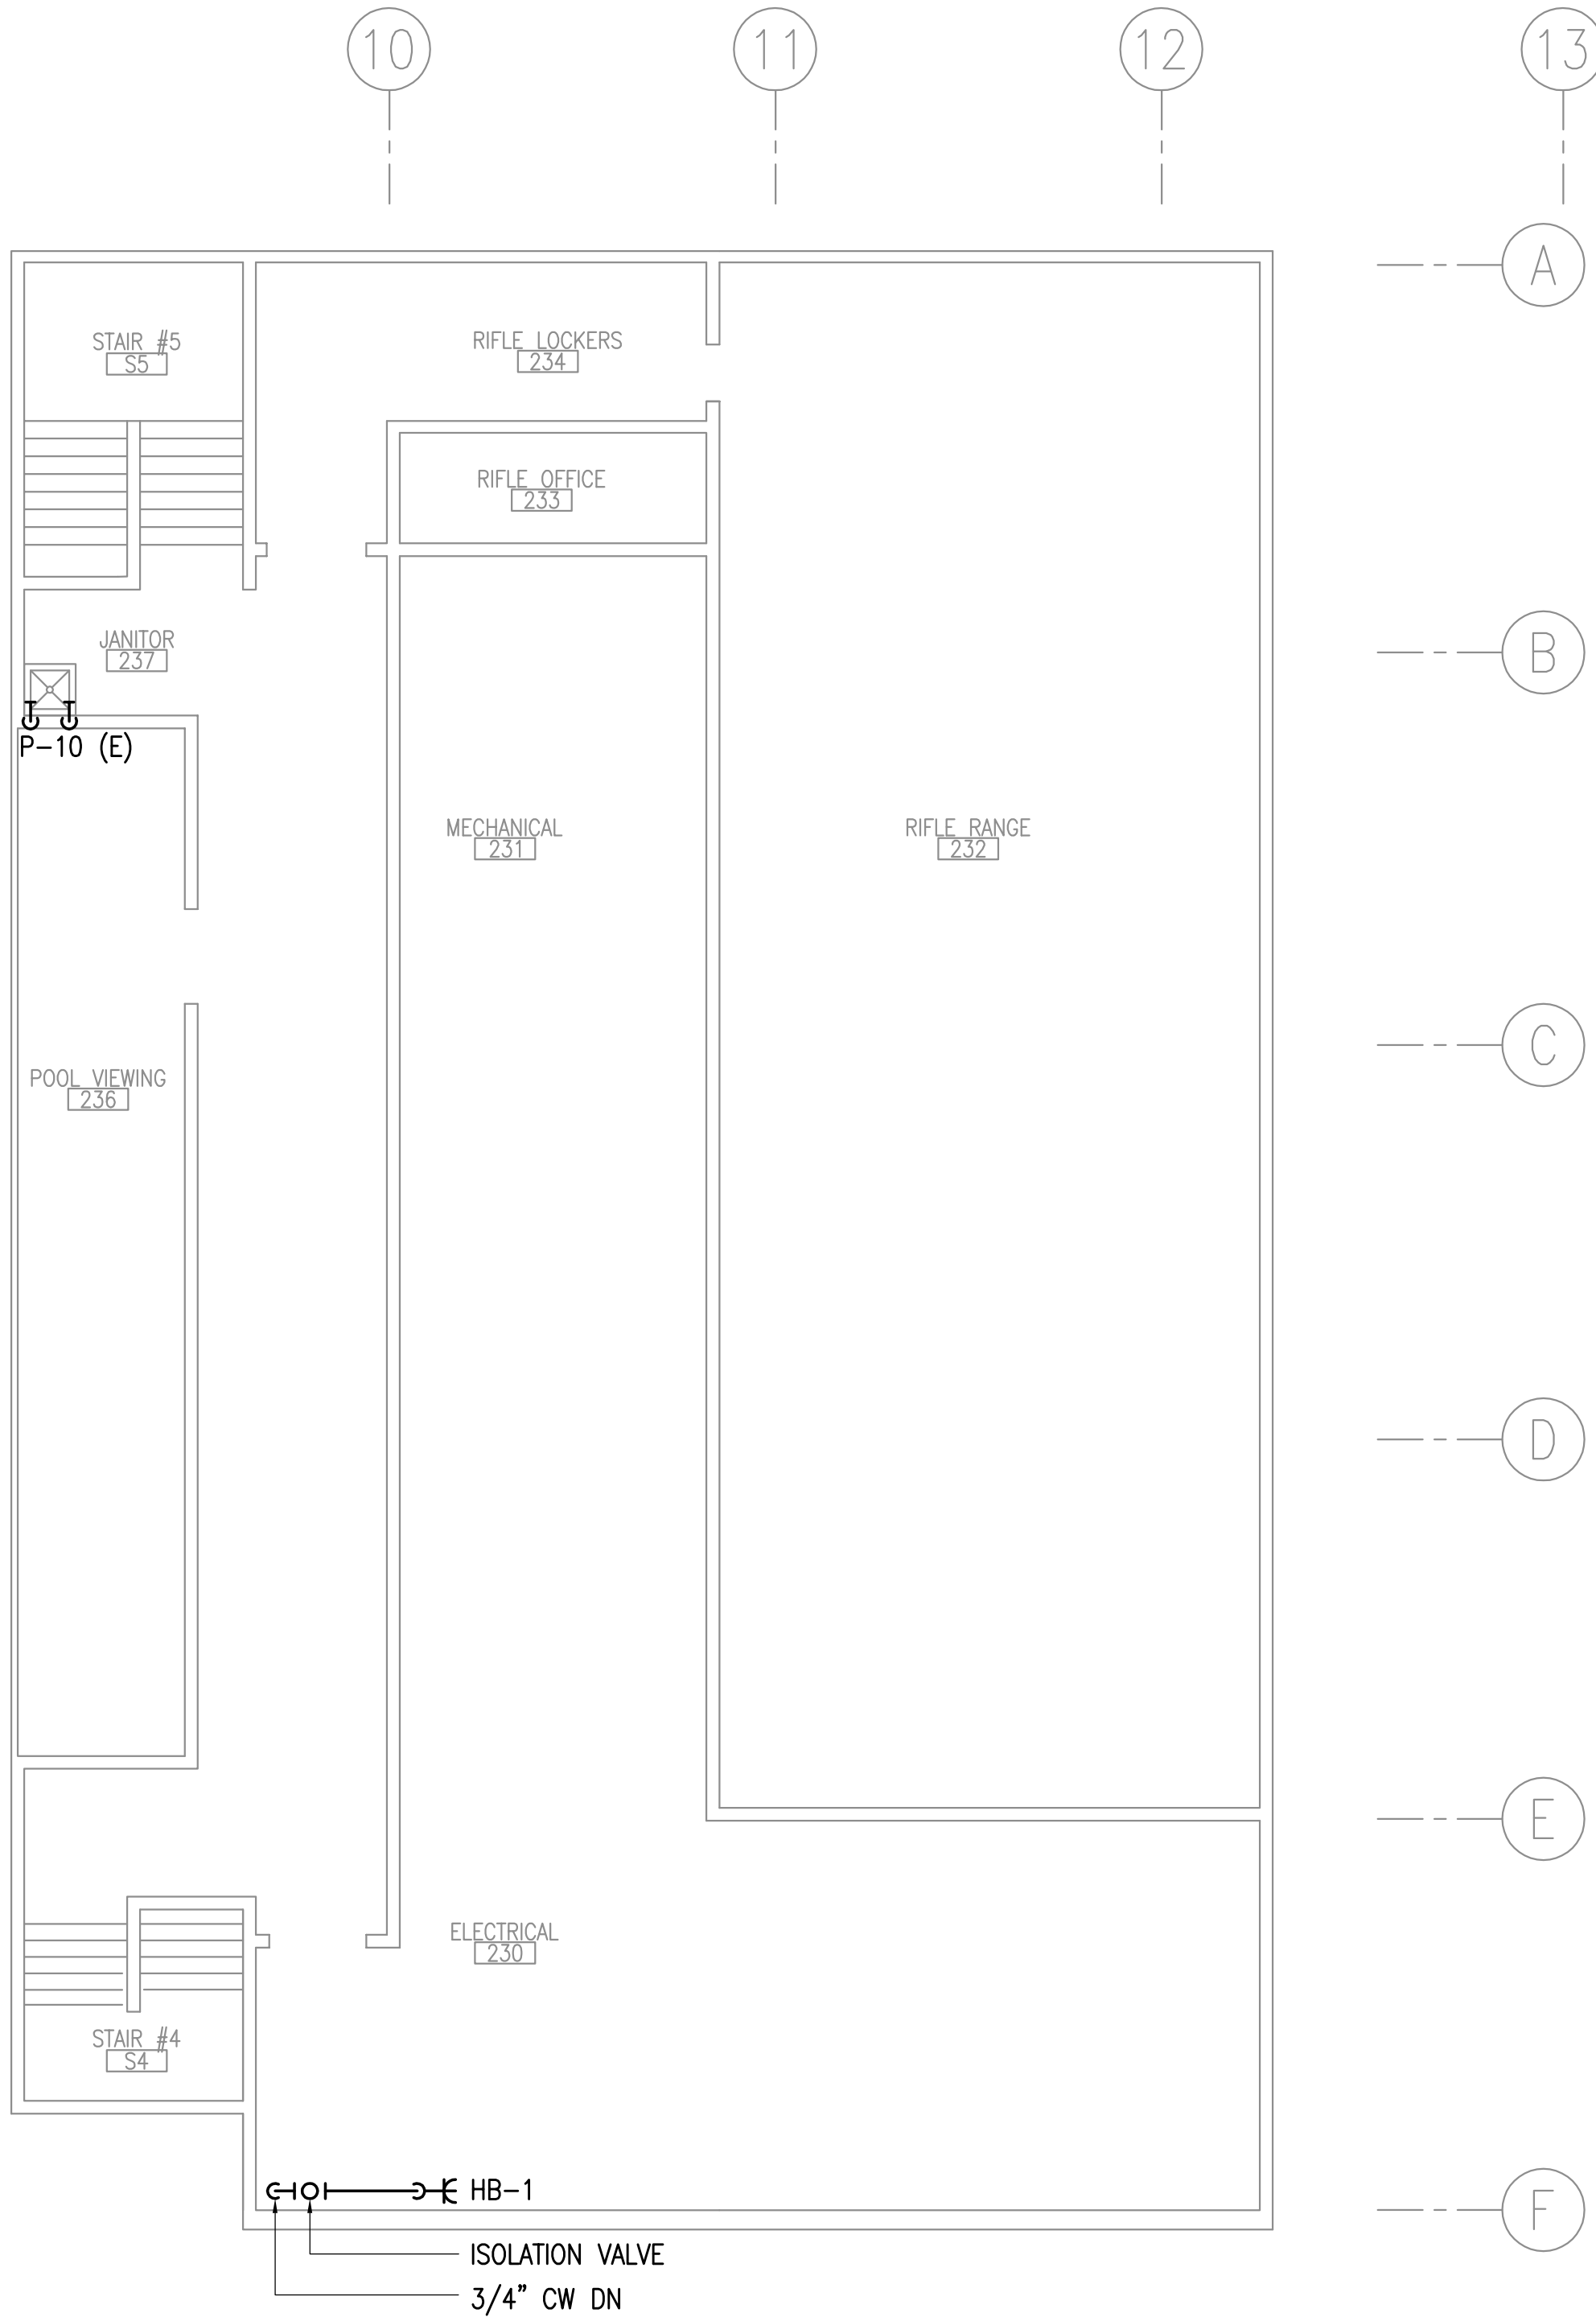 10
11
12
13
A
STAIR #5
S5
RIFLE LOCKERS
234
RIFLE OFFICE
233
JANITOR
237
B
P-10 (E)
MECHANICAL
231
RIFLE RANGE
232
C
POOL VIEWING
236
D
E
ELECTRICAL
230
STAIR #4
S4
HB-1
F
ISOLATION VALVE
3/4" CW DN